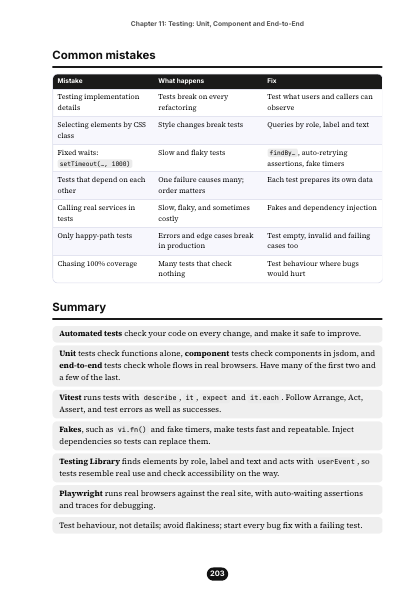 Chapter 11: Testing: Unit, Component and End-to-End
Common mistakes
Mistake What happens Fix
Testing implementation Tests break on every Test what users and callers can
details refactoring observe
Selecting elements by CSS Style changes break tests Queries by role, label and text
class
Fixed waits: Slow and flaky tests findBy…, auto-retrying
setTimeout(…, 1000) assertions, fake timers
Tests that depend on each One failure causes many; Each test prepares its own data
other order matters
Calling real services in Slow, flaky, and sometimes Fakes and dependency injection
tests costly
Only happy-path tests Errors and edge cases break Test empty, invalid and failing
in production cases too
Chasing 100% coverage Many tests that check Test behaviour where bugs
nothing would hurt
Summary
Automated tests check your code on every change, and make it safe to improve.
Unit tests check functions alone, component tests check components in jsdom, and
end-to-end tests check whole flows in real browsers. Have many of the first two and
a few of the last.
Vitest runs tests with describe, it, expect and it.each. Follow Arrange, Act,
Assert, and test errors as well as successes.
Fakes, such as vi.fn() and fake timers, make tests fast and repeatable. Inject
dependencies so tests can replace them.
Testing Library finds elements by role, label and text and acts with userEvent, so
tests resemble real use and check accessibility on the way.
Playwright runs real browsers against the real site, with auto-waiting assertions
and traces for debugging.
Test behaviour, not details; avoid flakiness; start every bug fix with a failing test.
203